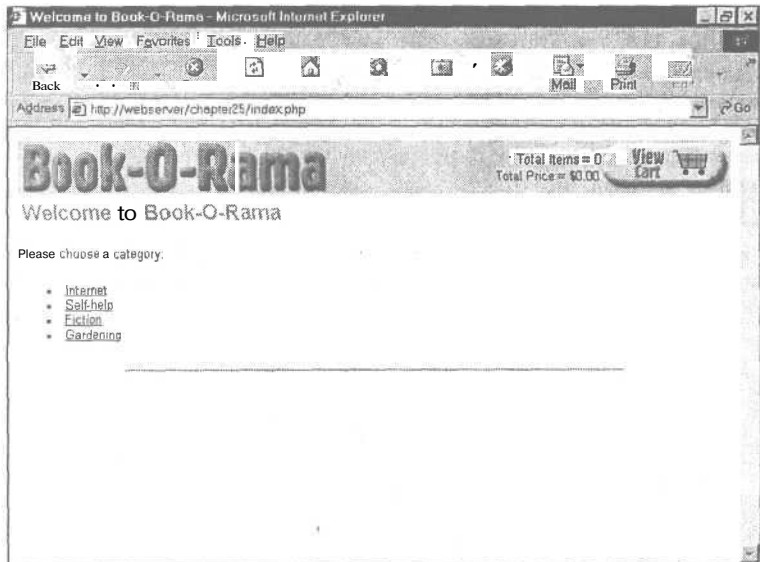 Welcome to Book-O-Rama - Microsoft Internet Explorer
File Edit View Favorites Tools Help
Back Mail Print
Address http://webserver/chapter25/index.php Go
Book-O-Rama
Total Items = 0
Total Price = $0.00
View Cart
Welcome to Book-O-Rama
Please choose a category:
Internet
Self-help
Fiction
Gardening